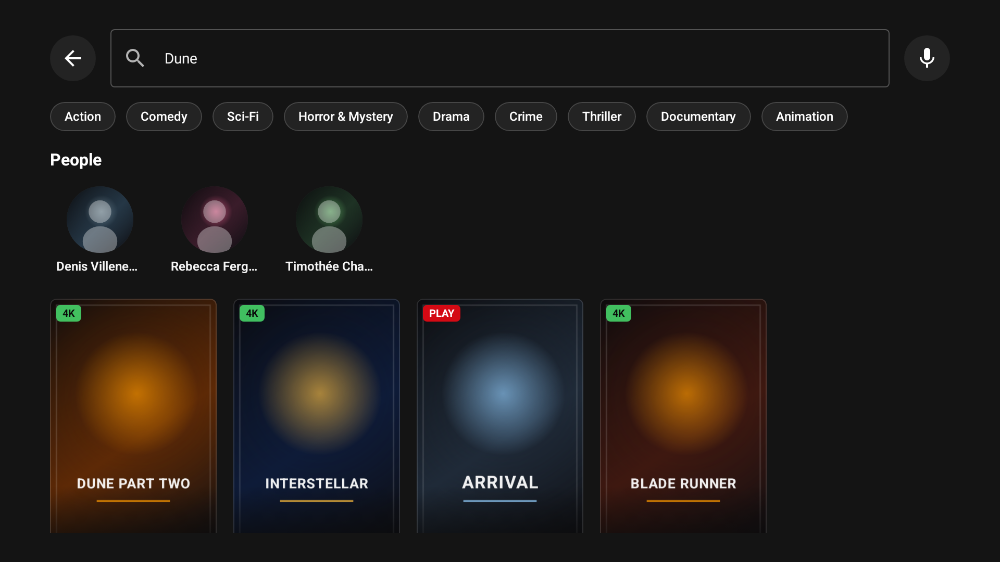 Dune
Action Comedy Sci-Fi Horror & Mystery Drama Crime Thriller Documentary Animation
People
Denis Villene... Rebecca Ferg... Timothée Cha...
4K 4K PLAY 4K
DUNE PART TWO INTERSTELLAR ARRIVAL BLADE RUNNER